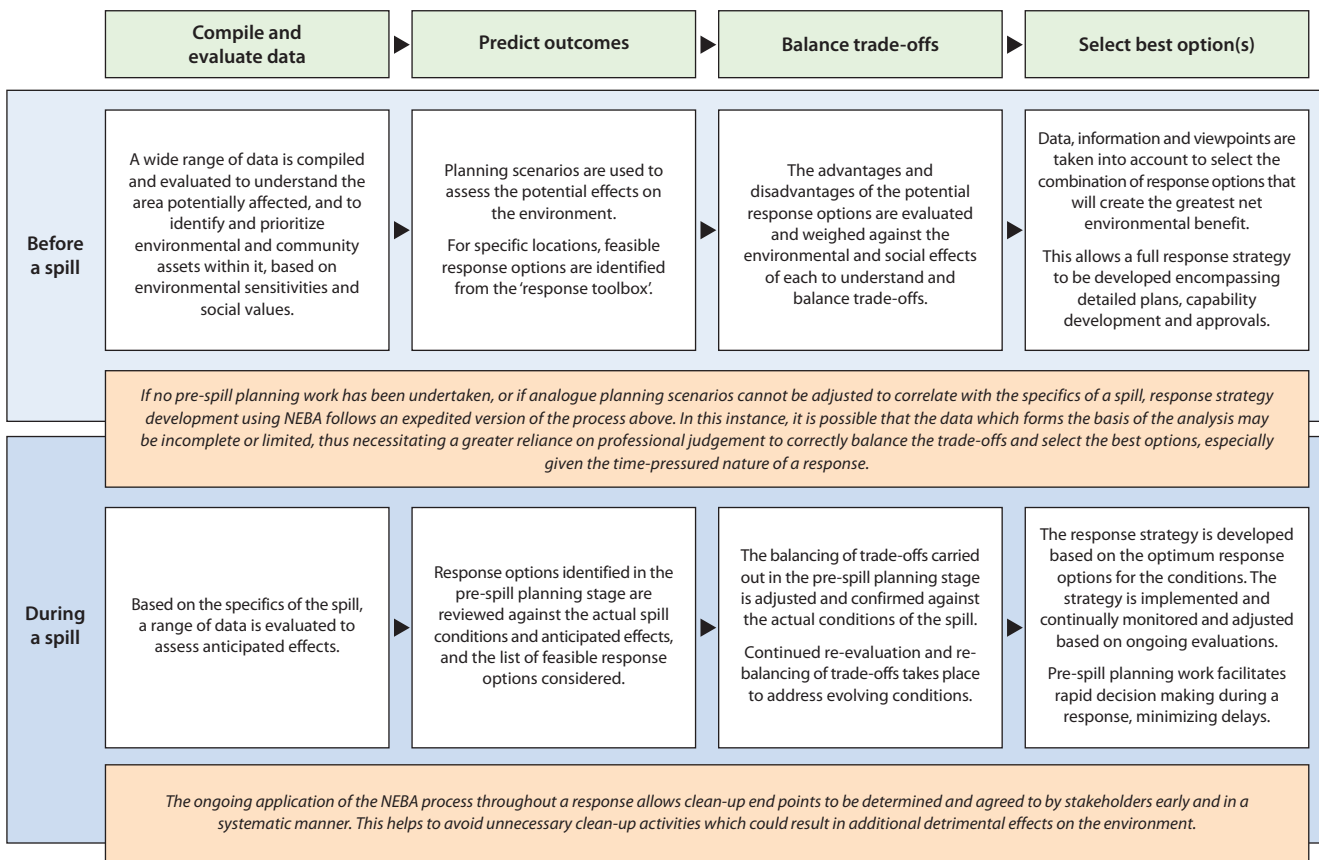 Compile and
evaluate data
Predict outcomes
Balance trade-offs
Select best option(s)
Before
a spill
A wide range of data is compiled
and evaluated to understand the
area potentially affected, and to
identify and prioritize
environmental and community
assets within it, based on
environmental sensitivities and
social values.
Planning scenarios are used to
assess the potential effects on
the environment.
For specific locations, feasible
response options are identified
from the ‘response toolbox’.
The advantages and
disadvantages of the potential
response options are evaluated
and weighed against the
environmental and social effects
of each to understand and
balance trade-offs.
Data, information and viewpoints are
taken into account to select the
combination of response options that
will create the greatest net
environmental benefit.
This allows a full response strategy
to be developed encompassing
detailed plans, capability
development and approvals.
If no pre-spill planning work has been undertaken, or if analogue planning scenarios cannot be adjusted to correlate with the specifics of a spill, response strategy
development using NEBA follows an expedited version of the process above. In this instance, it is possible that the data which forms the basis of the analysis may
be incomplete or limited, thus necessitating a greater reliance on professional judgement to correctly balance the trade-offs and select the best options, especially
given the time-pressured nature of a response.
During
a spill
Based on the specifics of the spill,
a range of data is evaluated to
assess anticipated effects.
Response options identified in the
pre-spill planning stage are
reviewed against the actual spill
conditions and anticipated effects,
and the list of feasible response
options considered.
The balancing of trade-offs carried
out in the pre-spill planning stage
is adjusted and confirmed against
the actual conditions of the spill.
Continued re-evaluation and re-
balancing of trade-offs takes place
to address evolving conditions.
The response strategy is developed
based on the optimum response
options for the conditions. The
strategy is implemented and
continually monitored and adjusted
based on ongoing evaluations.
Pre-spill planning work facilitates
rapid decision making during a
response, minimizing delays.
The ongoing application of the NEBA process throughout a response allows clean-up end points to be determined and agreed to by stakeholders early and in a
systematic manner. This helps to avoid unnecessary clean-up activities which could result in additional detrimental effects on the environment.